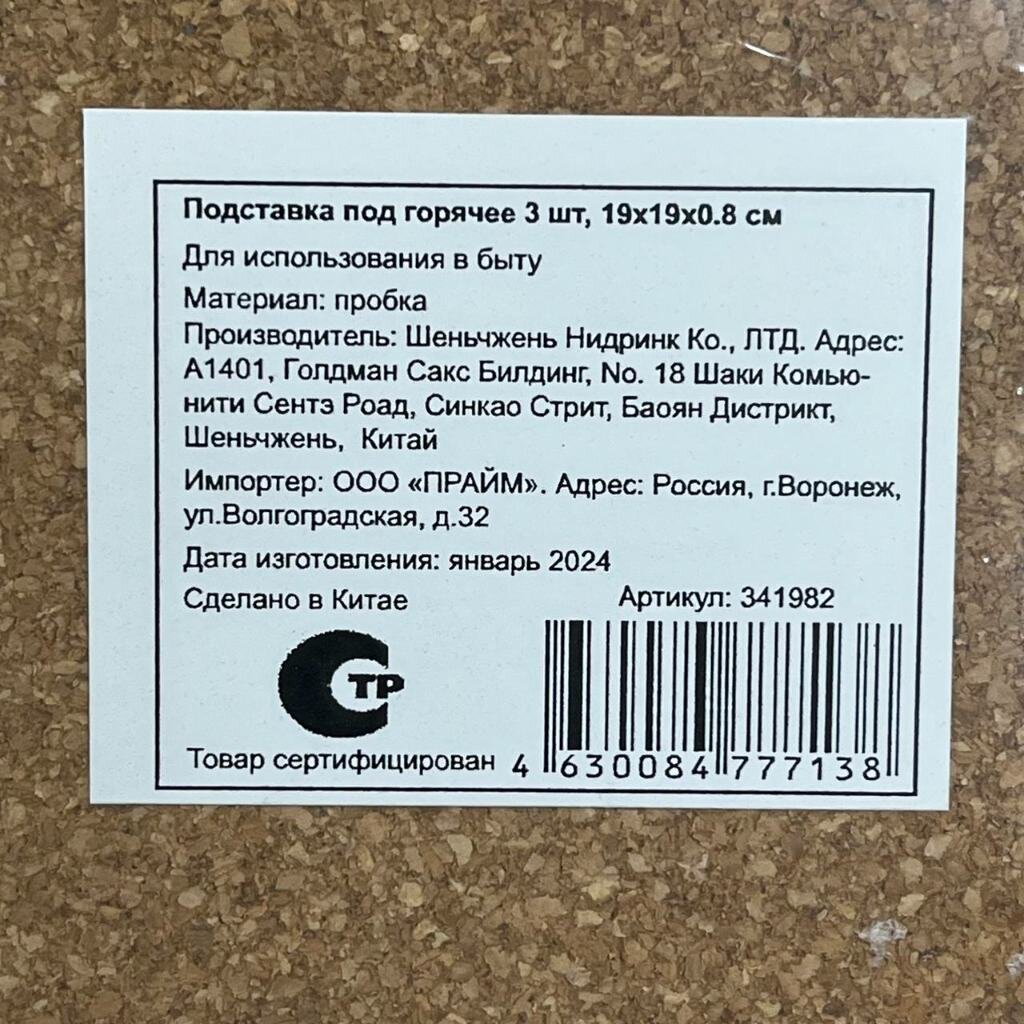 Подставка под горячее 3 шт, 19x19x0.8 см
Для использования в быту
Материал: пробка
Производитель: Шеньчжень Нидринк Ко., ЛТД. Адрес:
А1401, Голдман Сакс Билдинг, No. 18 Шаки Комью-
нити Сентэ Роад, Синкао Стрит, Баоян Дистрикт,
Шеньчжень, Китай
Импортер: ООО «ПРАЙМ». Адрес: Россия, г.Воронеж,
ул.Волгоградская, д.32
Дата изготовления: январь 2024
Сделано в Китае
Артикул: 341982
СТР
Товар сертифицирован
4 630084 777138